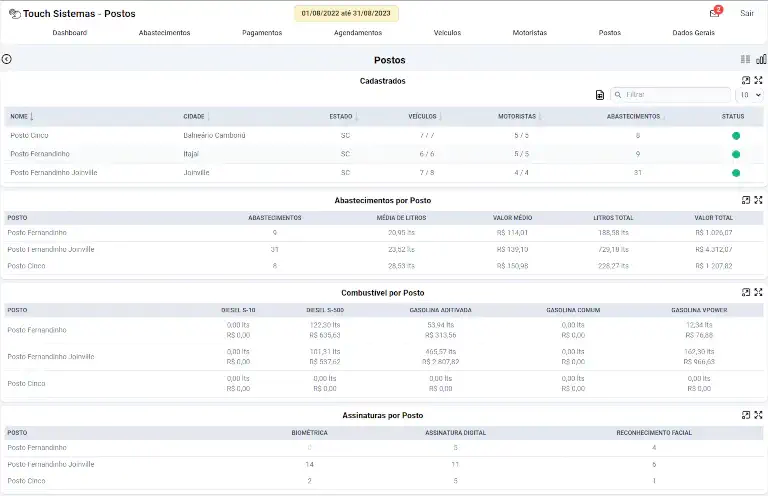 Touch Sistemas - Postos 01/08/2022 até 31/08/2023 2 Sair
Dashboard Abastecimentos Pagamentos Agendamentos Veículos Motoristas Postos Dados Gerais
Postos
Cadastrados
Filtrar 10
NOME CIDADE ESTADO VEÍCULOS MOTORISTAS ABASTECIMENTOS STATUS
Posto Cinco Balneário Camboriú SC 7 / 7 5 / 5 8
Posto Fernandinho Itajaí SC 6 / 6 5 / 5 9
Posto Fernandinho Joinville Joinville SC 7 / 8 4 / 4 31
Abastecimentos por Posto
POSTO ABASTECIMENTOS MÉDIA DE LITROS VALOR MÉDIO LITROS TOTAL VALOR TOTAL
Posto Fernandinho 9 20,95 lts R$ 114,01 188,58 lts R$ 1.026,07
Posto Fernandinho Joinville 31 23,52 lts R$ 139,10 729,18 lts R$ 4.312,07
Posto Cinco 8 28,53 lts R$ 150,98 228,27 lts R$ 1.207,82
Combustível por Posto
POSTO DIESEL S-10 DIESEL S-500 GASOLINA ADITIVADA GASOLINA COMUM GASOLINA VPOWER
0,00 lts 122,30 lts 53,94 lts 0,00 lts 12,34 lts
Posto Fernandinho
R$ 0,00 R$ 635,63 R$ 313,56 R$ 0,00 R$ 76,88
0,00 lts 101,31 lts 465,57 lts 0,00 lts 162,30 lts
Posto Fernandinho Joinville
R$ 0,00 R$ 537,62 R$ 2.807,82 R$ 0,00 R$ 966,63
0,00 lts 0,00 lts 0,00 lts 0,00 lts 0,00 lts
Posto Cinco
R$ 0,00 R$ 0,00 R$ 0,00 R$ 0,00 R$ 0,00
Assinaturas por Posto
POSTO BIOMÉTRICA ASSINATURA DIGITAL RECONHECIMENTO FACIAL
Posto Fernandinho 5 4
Posto Fernandinho Joinville 14 11 6
Posto Cinco 2 5 1